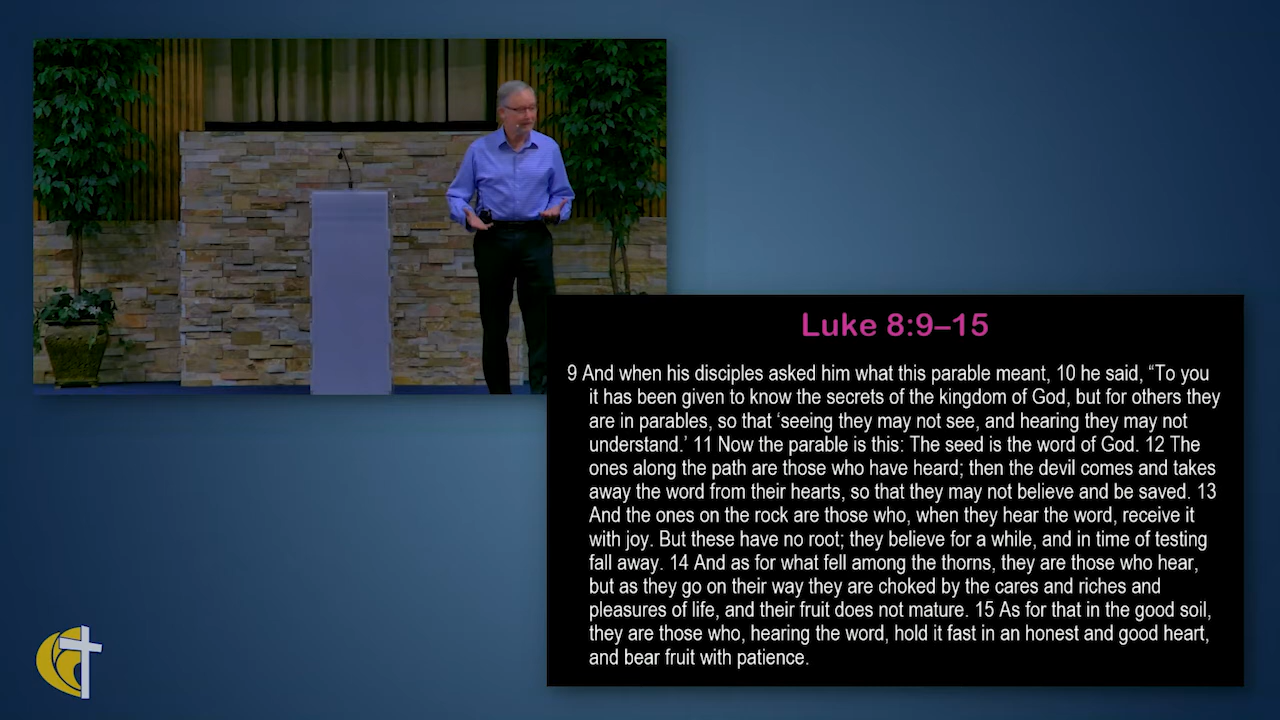 Luke 8:9–15
9 And when his disciples asked him what this parable meant, 10 he said, “To you
it has been given to know the secrets of the kingdom of God, but for others they
are in parables, so that ‘seeing they may not see, and hearing they may not
understand.’ 11 Now the parable is this: The seed is the word of God. 12 The
ones along the path are those who have heard; then the devil comes and takes
away the word from their hearts, so that they may not believe and be saved. 13
And the ones on the rock are those who, when they hear the word, receive it
with joy. But these have no root; they believe for a while, and in time of testing
fall away. 14 And as for what fell among the thorns, they are those who hear,
but as they go on their way they are choked by the cares and riches and
pleasures of life, and their fruit does not mature. 15 As for that in the good soil,
they are those who, hearing the word, hold it fast in an honest and good heart,
and bear fruit with patience.